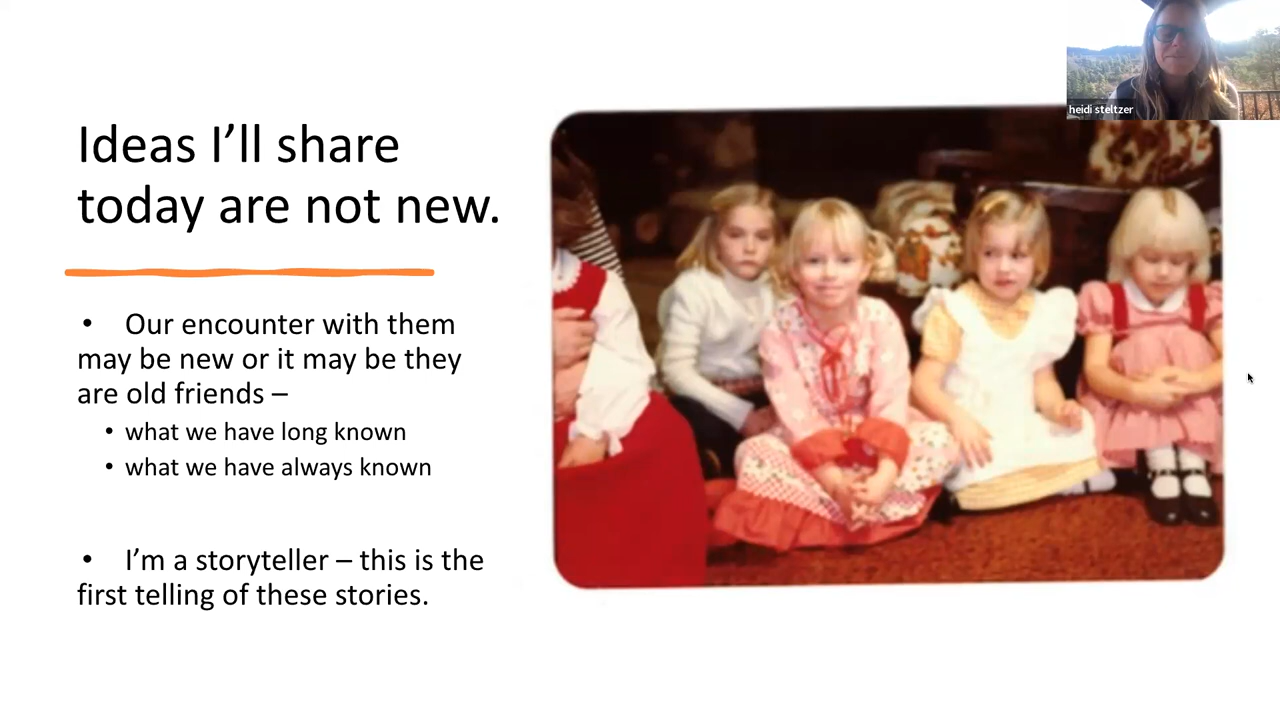 heidi steltzer
Ideas I’ll share
today are not new.
• Our encounter with them
may be new or it may be they
are old friends –
• what we have long known
• what we have always known
• I’m a storyteller – this is the
first telling of these stories.